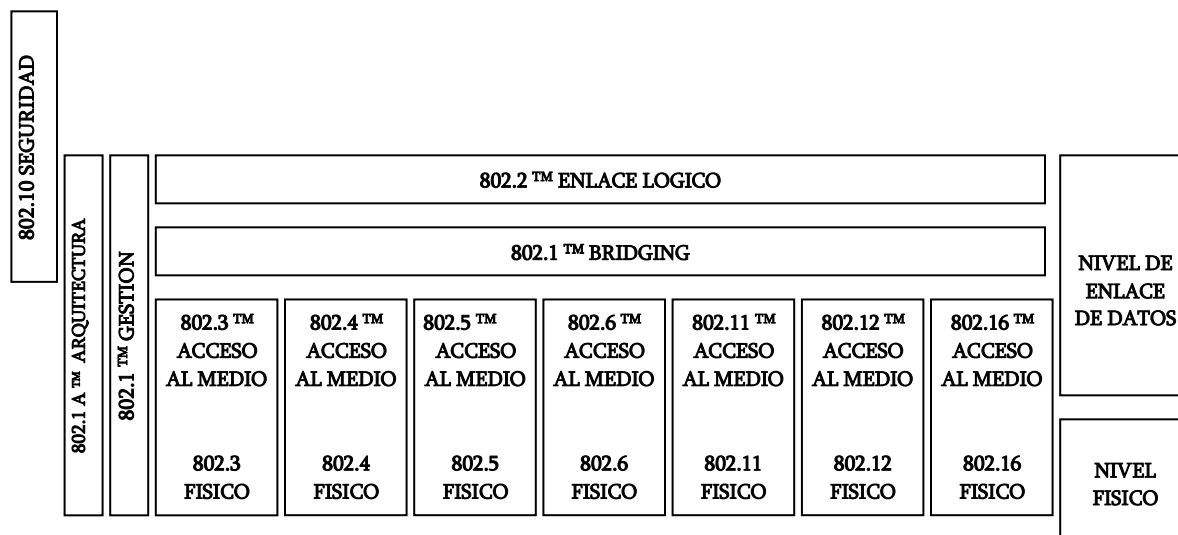 802.10 SEGURIDAD
802.1 A ™ ARQUITECTURA
802.1 ™ GESTION
802.2 ™ ENLACE LOGICO
802.1 ™ BRIDGING
802.3 ™
ACCESO
AL MEDIO
802.3
FISICO
802.4 ™
ACCESO
AL MEDIO
802.4
FISICO
802.5 ™
ACCESO
AL MEDIO
802.5
FISICO
802.6 ™
ACCESO
AL MEDIO
802.6
FISICO
802.11 ™
ACCESO
AL MEDIO
802.11
FISICO
802.12 ™
ACCESO
AL MEDIO
802.12
FISICO
802.16 ™
ACCESO
AL MEDIO
802.16
FISICO
NIVEL DE
ENLACE
DE DATOS
NIVEL
FISICO